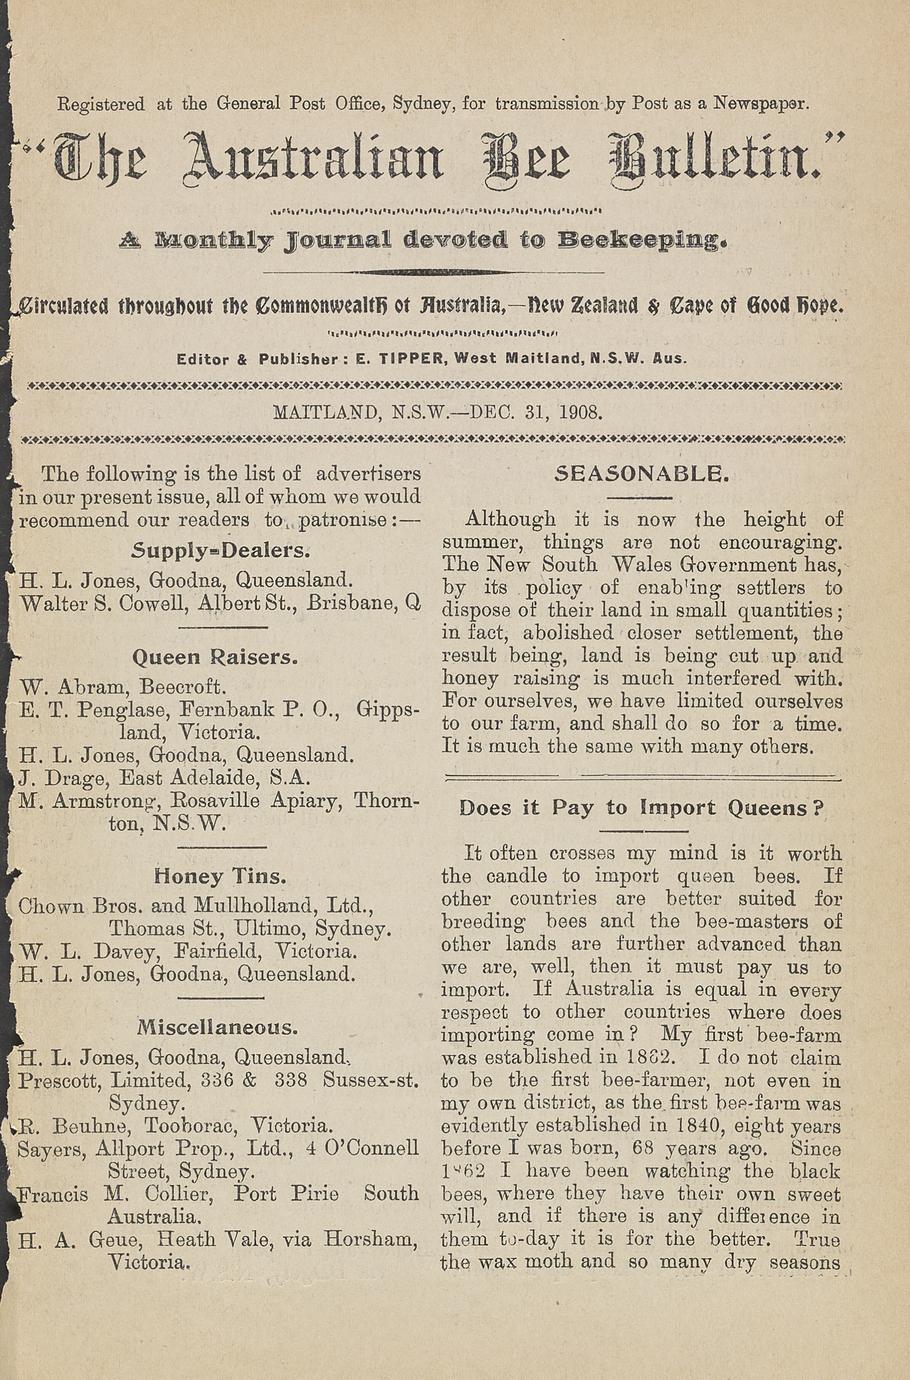 Registered at the General Post Office, Sydney, for transmission by Post as a Newspaper.
"The Australian Bee Bulletin."
A Monthly Journal devoted to Beekeeping.
Circulated throughout the Commonwealth of Australia,—New Zealand & Cape of Good Hope.
Editor & Publisher: E. TIPPER, West Maitland, N.S.W. Aus.
MAITLAND, N.S.W.—DEC. 31, 1908.
The following is the list of advertisers
in our present issue, all of whom we would
recommend our readers to patronise:—
Supply-Dealers.
H. L. Jones, Goodna, Queensland.
Walter S. Cowell, Albert St., Brisbane, Q
Queen Raisers.
W. Abram, Beecroft.
E. T. Penglase, Fernbank P. O., Gipps-
land, Victoria.
H. L. Jones, Goodna, Queensland.
J. Drage, East Adelaide, S.A.
M. Armstrong, Rosaville Apiary, Thorn-
ton, N.S.W.
Honey Tins.
Chown Bros. and Mullholland, Ltd.,
Thomas St., Ultimo, Sydney.
W. L. Davey, Fairfield, Victoria.
H. L. Jones, Goodna, Queensland.
Miscellaneous.
H. L. Jones, Goodna, Queensland.
Prescott, Limited, 336 & 338 Sussex-st.
Sydney.
R. Beuhne, Tooborac, Victoria.
Sayers, Allport Prop., Ltd., 4 O'Connell
Street, Sydney.
Francis M. Collier, Port Pirie South
Australia.
H. A. Geue, Heath Vale, via Horsham,
Victoria.
SEASONABLE.
Although it is now the height of
summer, things are not encouraging.
The New South Wales Government has,
by its policy of enabling settlers to
dispose of their land in small quantities;
in fact, abolished closer settlement, the
result being, land is being cut up and
honey raising is much interfered with.
For ourselves, we have limited ourselves
to our farm, and shall do so for a time.
It is much the same with many others.
Does it Pay to Import Queens?
It often crosses my mind is it worth
the candle to import queen bees. If
other countries are better suited for
breeding bees and the bee-masters of
other lands are further advanced than
we are, well, then it must pay us to
import. If Australia is equal in every
respect to other countries where does
importing come in? My first bee-farm
was established in 1882. I do not claim
to be the first bee-farmer, not even in
my own district, as the first bee-farm was
evidently established in 1840, eight years
before I was born, 68 years ago. Since
1862 I have been watching the black
bees, where they have their own sweet
will, and if there is any difference in
them to-day it is for the better. True
the wax moth and so many dry seasons